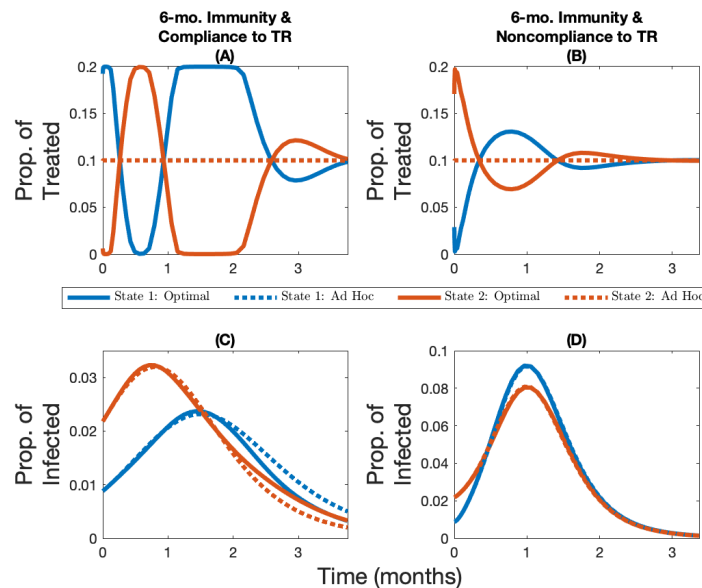 6-mo. Immunity &
Compliance to TR
(A)
6-mo. Immunity &
Noncompliance to TR
(B)
Prop. of
Treated
0.2
0.15
0.1
0.05
0
0 1 2 3
Prop. of
Treated
0.2
0.15
0.1
0.05
0
0 1 2 3
State 1: Optimal State 1: Ad Hoc State 2: Optimal State 2: Ad Hoc
(C)
(D)
Prop. of
Infected
0.03
0.02
0.01
0
0 1 2 3
Prop. of
Infected
0.1
0.08
0.06
0.04
0.02
0
0 1 2 3
Time (months)